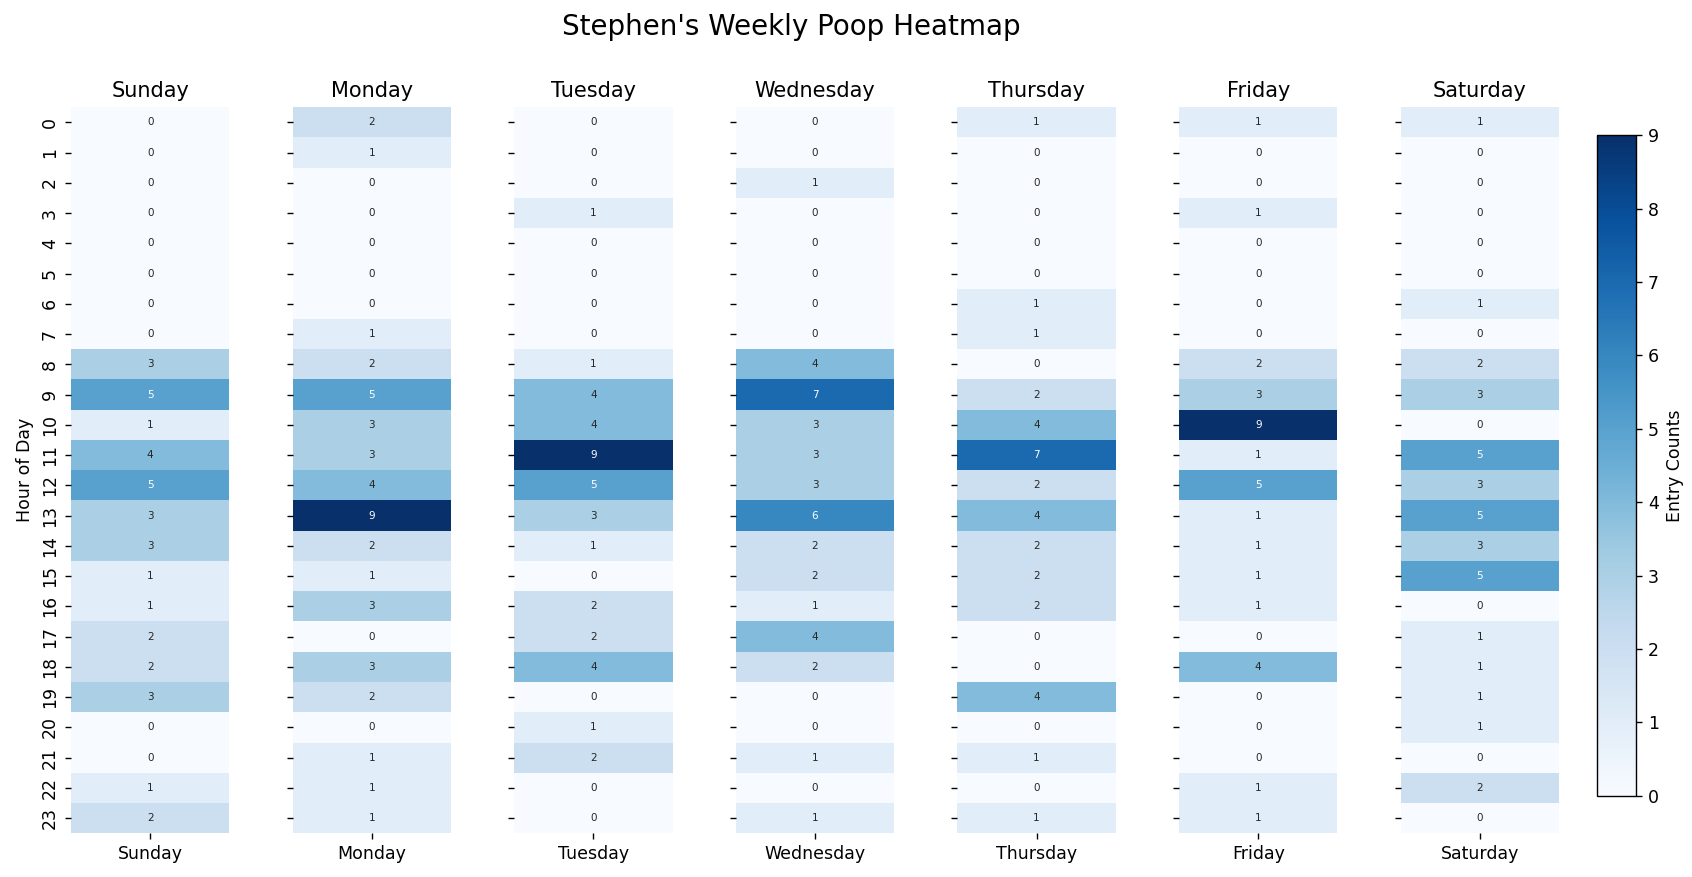 Stephen's Weekly Poop Heatmap
Sunday Monday Tuesday Wednesday Thursday Friday Saturday
0 0 2 0 0 1 1 1
1 0 1 0 0 0 0 0
2 0 0 0 1 0 0 0
3 0 0 1 0 0 1 0
4 0 0 0 0 0 0 0
5 0 0 0 0 0 0 0
6 0 0 0 0 1 0 1
7 0 1 0 0 1 0 0
8 3 2 1 4 0 2 2
9 5 5 4 7 2 3 3
10 1 3 4 3 4 9 0
11 4 3 9 3 7 1 5
12 5 4 5 3 2 5 3
13 3 9 3 6 4 1 5
14 3 2 1 2 2 1 3
15 1 1 0 2 2 1 5
16 1 3 2 1 2 1 0
17 2 0 2 4 0 0 1
18 2 3 4 2 0 4 1
19 3 2 0 0 4 0 1
20 0 0 1 0 0 0 1
21 0 1 2 1 1 0 0
22 1 1 0 0 0 1 2
23 2 1 0 1 1 1 0
Sunday Monday Tuesday Wednesday Thursday Friday Saturday
Hour of Day
9
8
7
6
5
4
3
2
1
0
Entry Counts